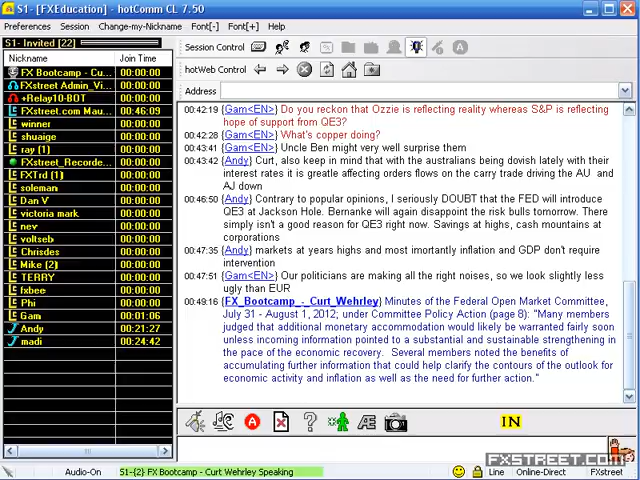 S1- [FXEducation] - hotComm CL 7.50
Preferences Session Change-my-Nickname Font[-] Font[+] Help
S1- Invited [22]
Nickname Join Time
FX Bootcamp - Cu... 00:00:00
FXstreet Admin_Vi... 00:00:00
+Relay10-BOT 00:00:00
FXstreet.com Mau... 00:46:09
winner 00:00:00
shuaige 00:00:00
ray (1) 00:00:00
FXstreet_Recorde... 00:00:00
FXTrd (1) 00:00:00
soleman 00:00:00
Dan V 00:00:00
victoria mark 00:00:00
nev 00:00:00
voltseb 00:00:00
Chrisdes 00:00:00
Mike (2) 00:00:00
TERRY 00:00:00
fxbee 00:00:00
Phi 00:00:00
Gam 00:01:06
Andy 00:21:27
madi 00:24:42
Session Control
hotWeb Control
Address
00:42:19 {Gam<EN>} Do you reckon that Ozzie is reflecting reality whereas S&P is reflecting
hope of support from QE3?
00:42:28 {Gam<EN>} What's copper doing?
00:43:41 {Gam<EN>} Uncle Ben might very well surprise them
00:43:42 {Andy} Curt, also keep in mind that with the australians being dovish lately with their
interest rates it is greatle affecting orders flows on the carry trade driving the AU and
AJ down
00:46:50 {Andy} Contrary to popular opinions, I seriously DOUBT that the FED will introduce
QE3 at Jackson Hole. Bernanke will again disappoint the risk bulls tomorrow. There
simply isn't a good reason for QE3 right now. Savings at highs, cash mountains at
corporations
00:47:35 {Andy} markets at years highs and most imortantly inflation and GDP don't require
intervention
00:47:51 {Gam<EN>} Our politicians are making all the right noises, so we look slightly less
ugly than EUR
00:49:16 {FX_Bootcamp_-_Curt_Wehrley} Minutes of the Federal Open Market Committee,
July 31 - August 1, 2012; under Committee Policy Action (page 8): "Many members
judged that additional monetary accommodation would likely be warranted fairly soon
unless incoming information pointed to a substantial and sustainable strengthening in
the pace of the economic recovery. Several members noted the benefits of
accumulating further information that could help clarify the contours of the outlook for
economic activity and inflation as well as the need for further action."
IN
FXSTREET.COM
Audio-On S1-{2} FX Bootcamp - Curt Wehrley Speaking Line Online-Direct FXstreet